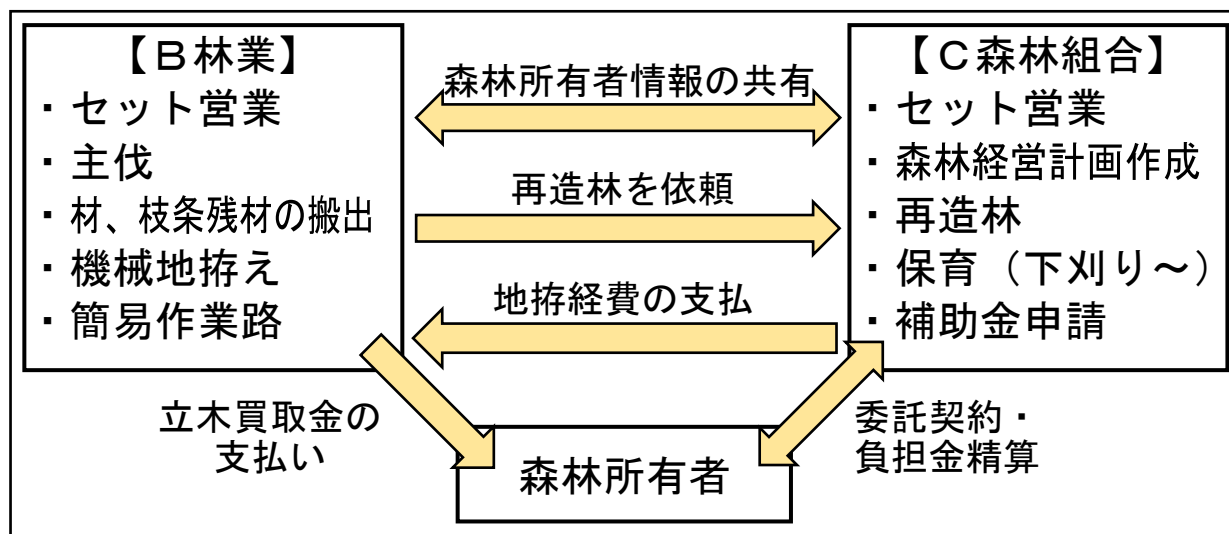 【B林業】
・セット営業
・主伐
・材、枝条残材の搬出
・機械地拵え
・簡易作業路
森林所有者情報の共有
再造林を依頼
地拵経費の支払
【C森林組合】
・セット営業
・森林経営計画作成
・再造林
・保育（下刈り～）
・補助金申請
立木買取金の
支払い
森林所有者
委託契約・
負担金精算